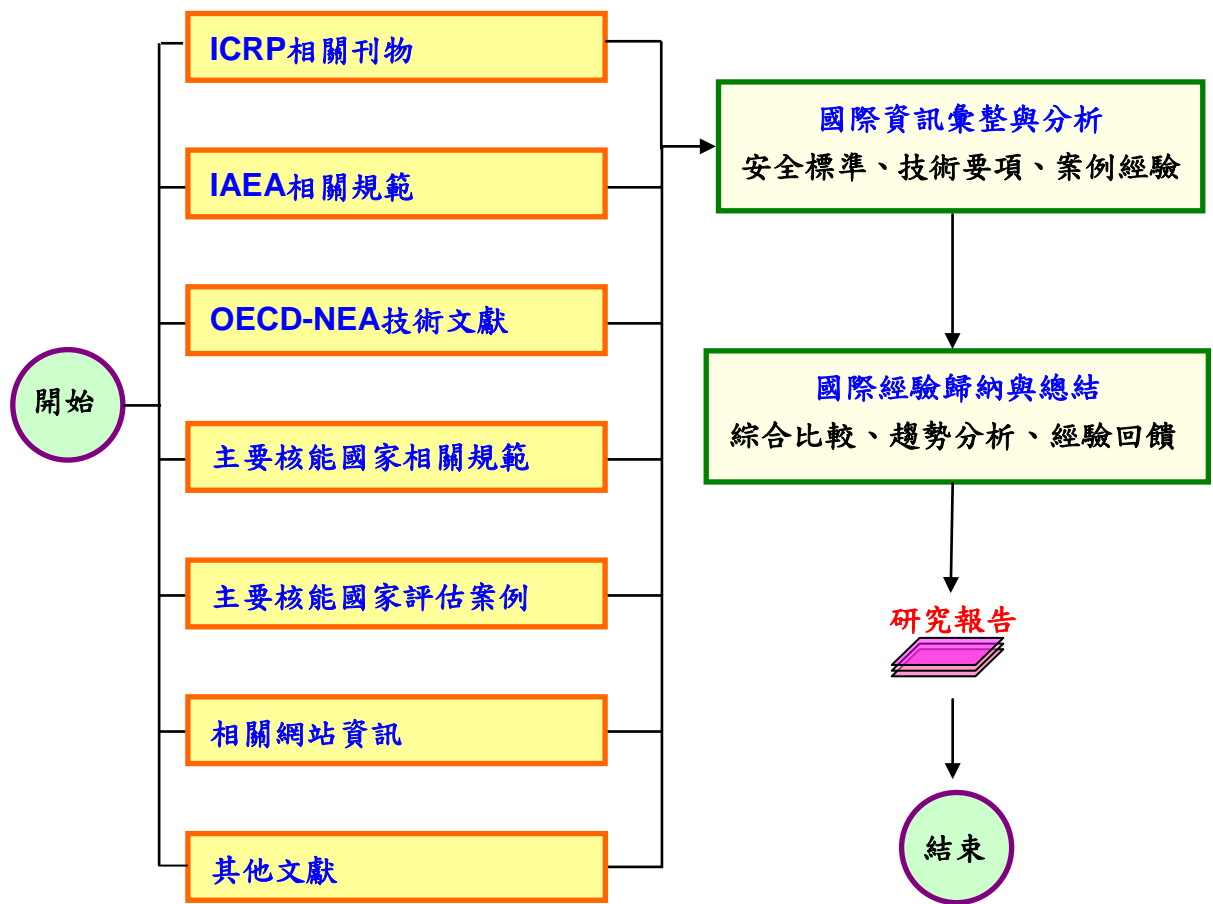 ICRP相關刊物
IAEA相關規範
OECD-NEA技術文獻
開始
主要核能國家相關規範
主要核能國家評估案例
相關網站資訊
其他文獻
國際資訊彙整與分析
安全標準、技術要項、案例經驗
國際經驗歸納與總結
綜合比較、趨勢分析、經驗回饋
研究報告
結束